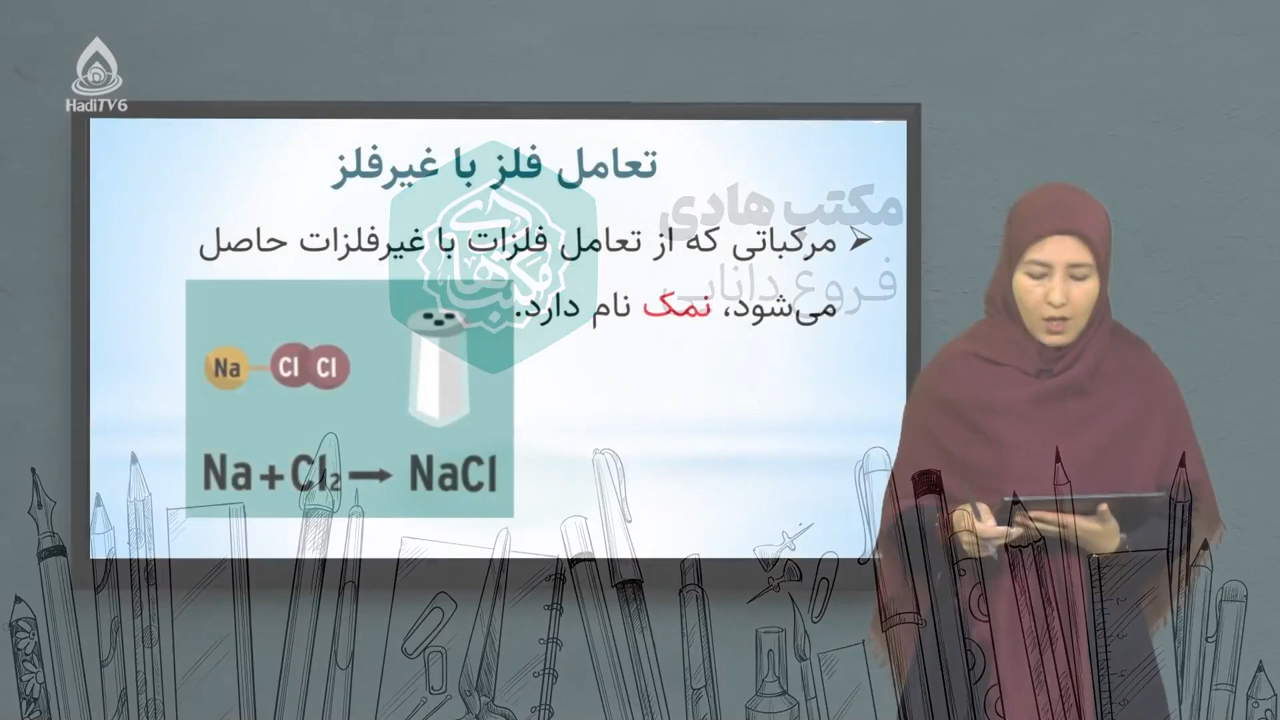 HadiTV6
تعامل فلز با غیرفلز
مکتب هادی
فروغ دانایی
مرکباتی که از تعامل فلزات با غیرفلزات حاصل
می‌شود، نمک نام دارد.
Na Cl Cl
Na + Cl₂ → NaCl